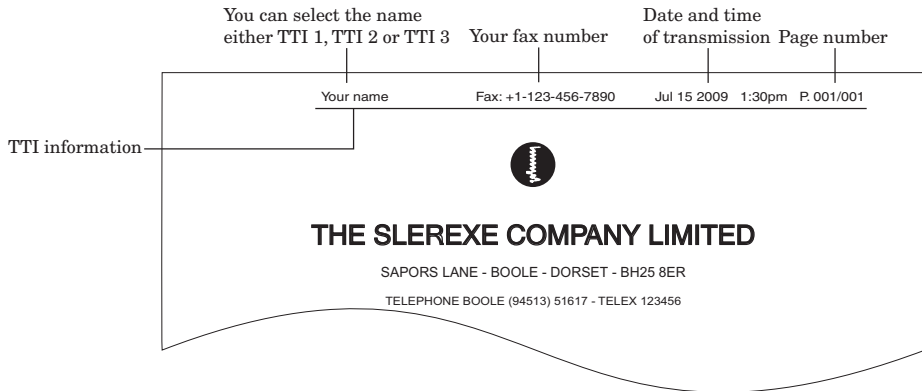 You can select the name
either TTI 1, TTI 2 or TTI 3
Your fax number
Date and time
of transmission
Page number
Your name Fax: +1-123-456-7890 Jul 15 2009 1:30pm P. 001/001
TTI information
THE SLEREXE COMPANY LIMITED
SAPORS LANE - BOOLE - DORSET - BH25 8ER
TELEPHONE BOOLE (94513) 51617 - TELEX 123456